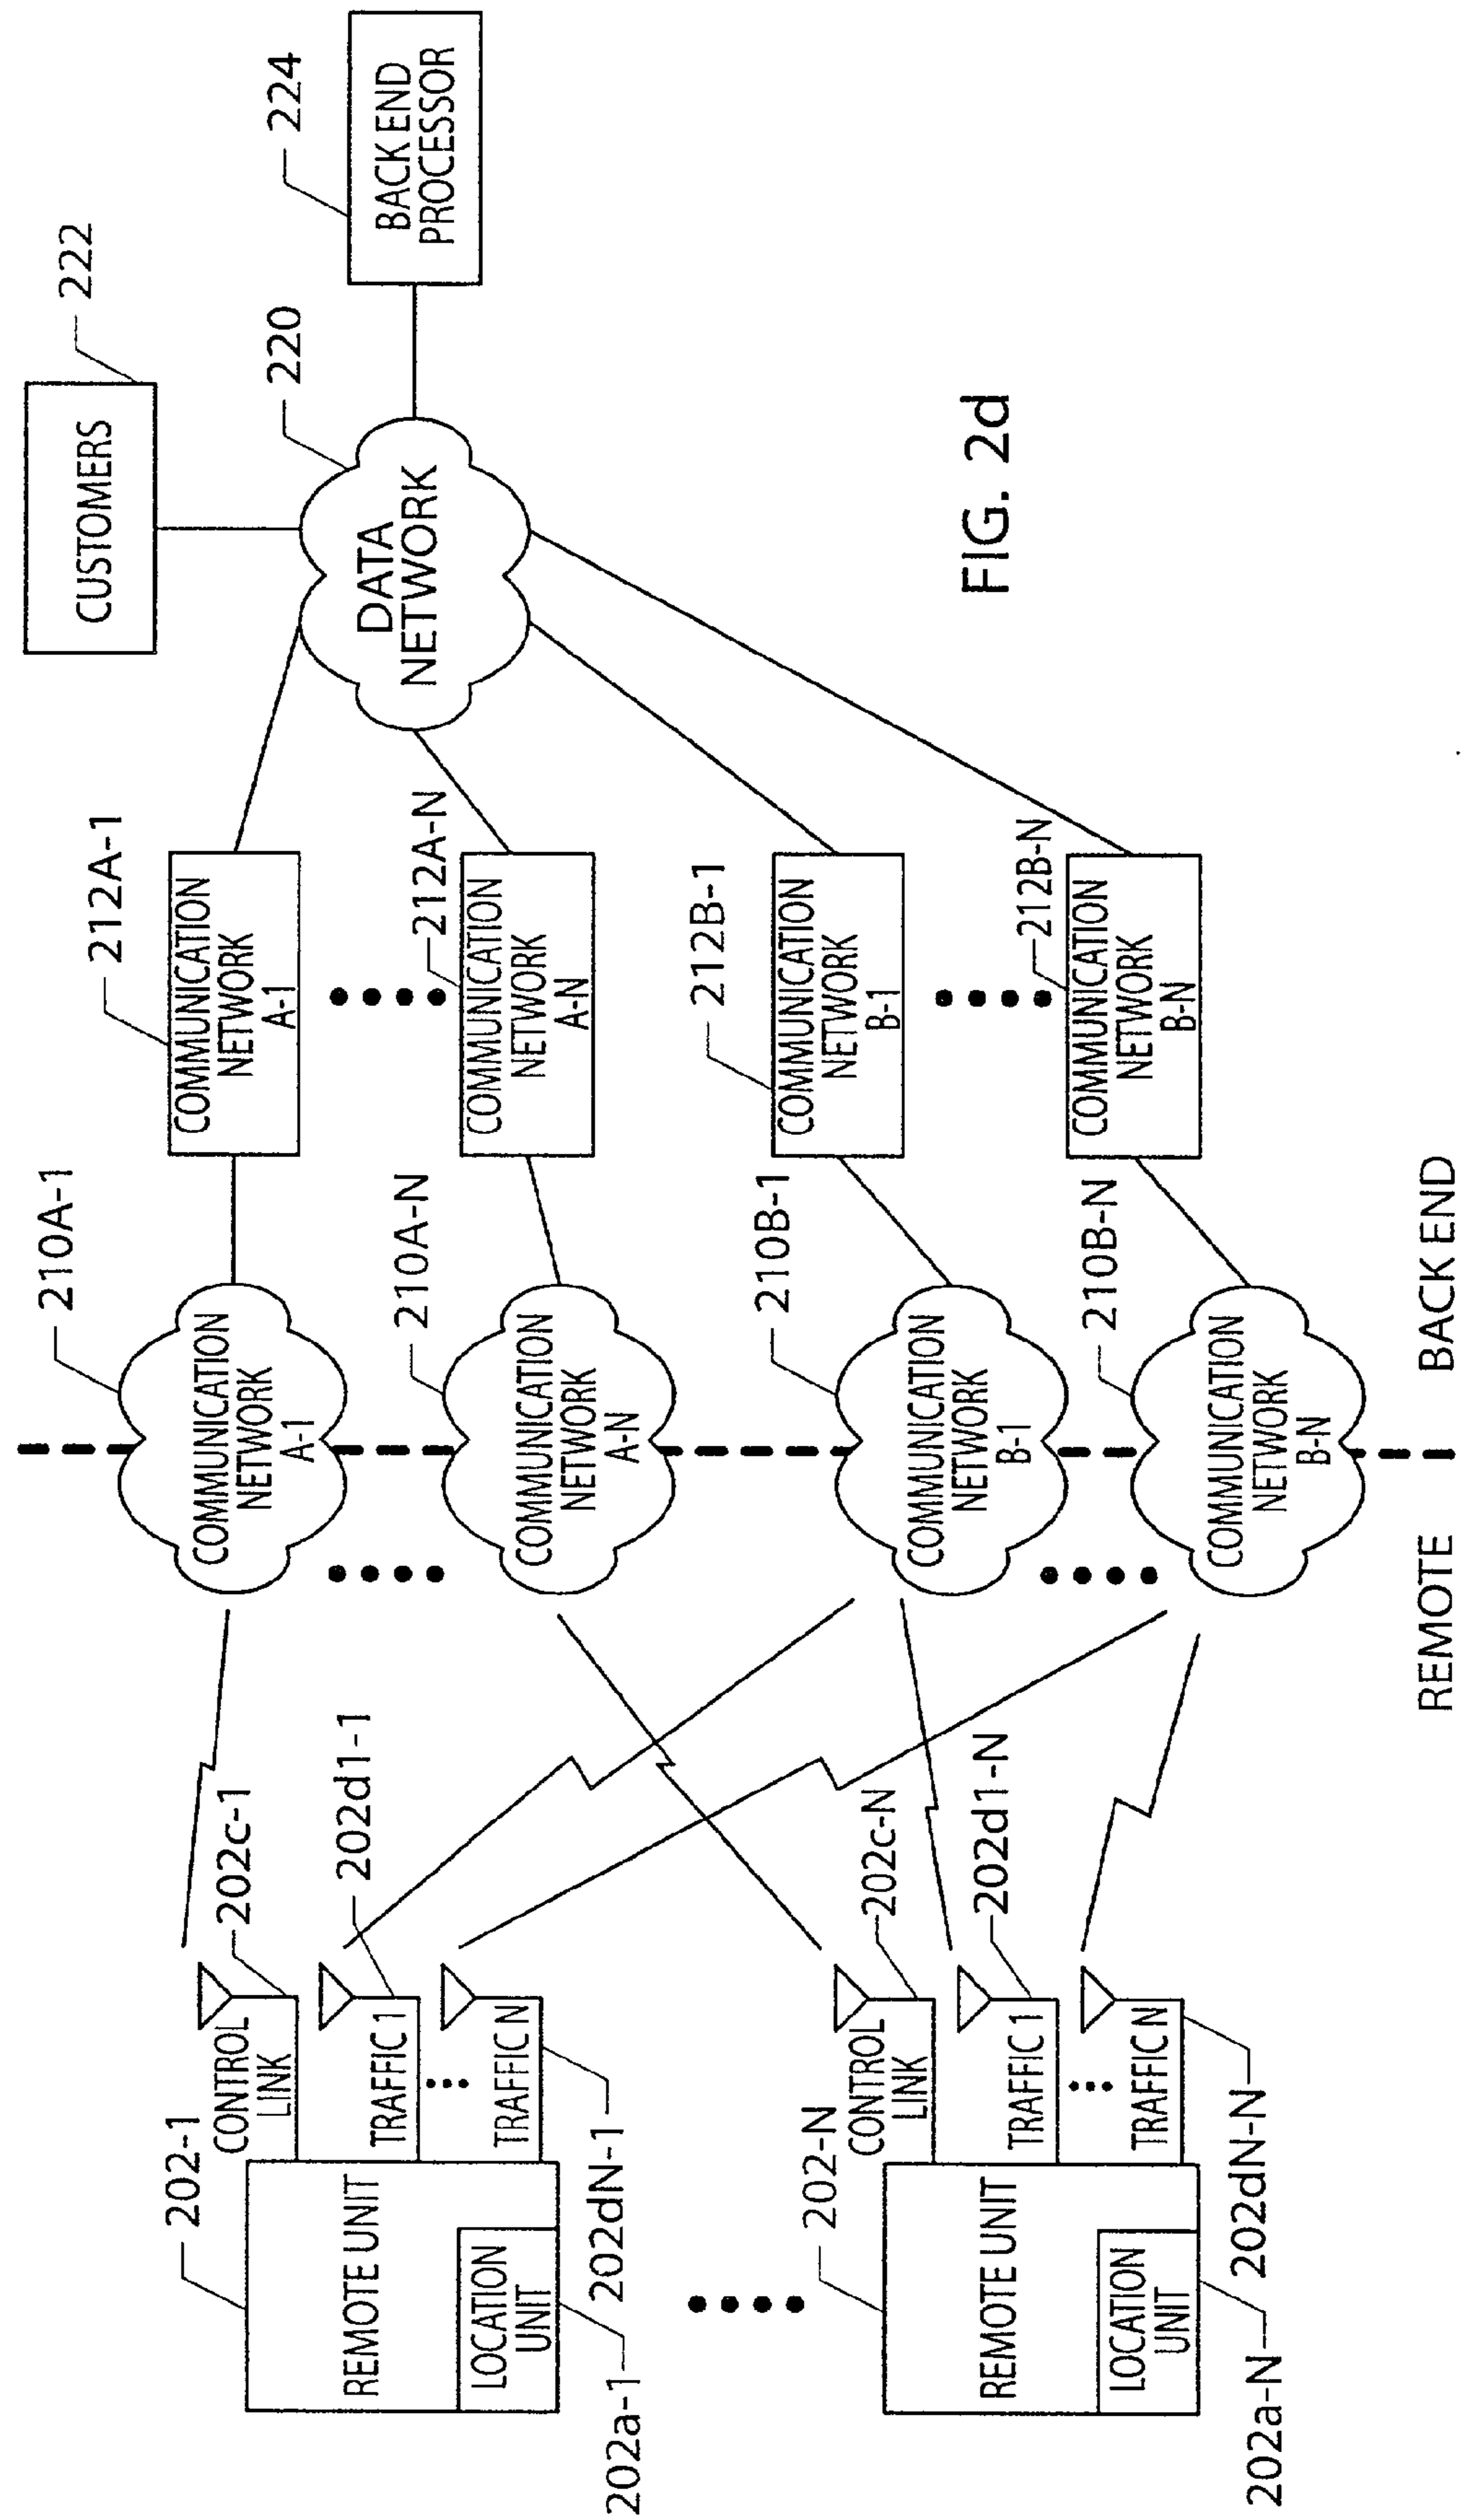 202-1
CONTROL
LINK
202c-1
REMOTE UNIT
TRAFFIC 1
202d1-1
TRAFFIC N
202dN-1
LOCATION
UNIT
202a-1
202-N
CONTROL
LINK
202c-N
REMOTE UNIT
TRAFFIC 1
202d1-N
TRAFFIC N
202dN-N
LOCATION
UNIT
202a-N
210A-1
COMMUNICATION
NETWORK
A-1
210A-N
COMMUNICATION
NETWORK
A-N
210B-1
COMMUNICATION
NETWORK
B-1
210B-N
COMMUNICATION
NETWORK
B-N
REMOTE
BACK END
212A-1
COMMUNICATION
NETWORK
A-1
212A-N
COMMUNICATION
NETWORK
A-N
212B-1
COMMUNICATION
NETWORK
B-1
212B-N
COMMUNICATION
NETWORK
B-N
CUSTOMERS
222
220
DATA
NETWORK
224
BACK END
PROCESSOR
FIG. 2d